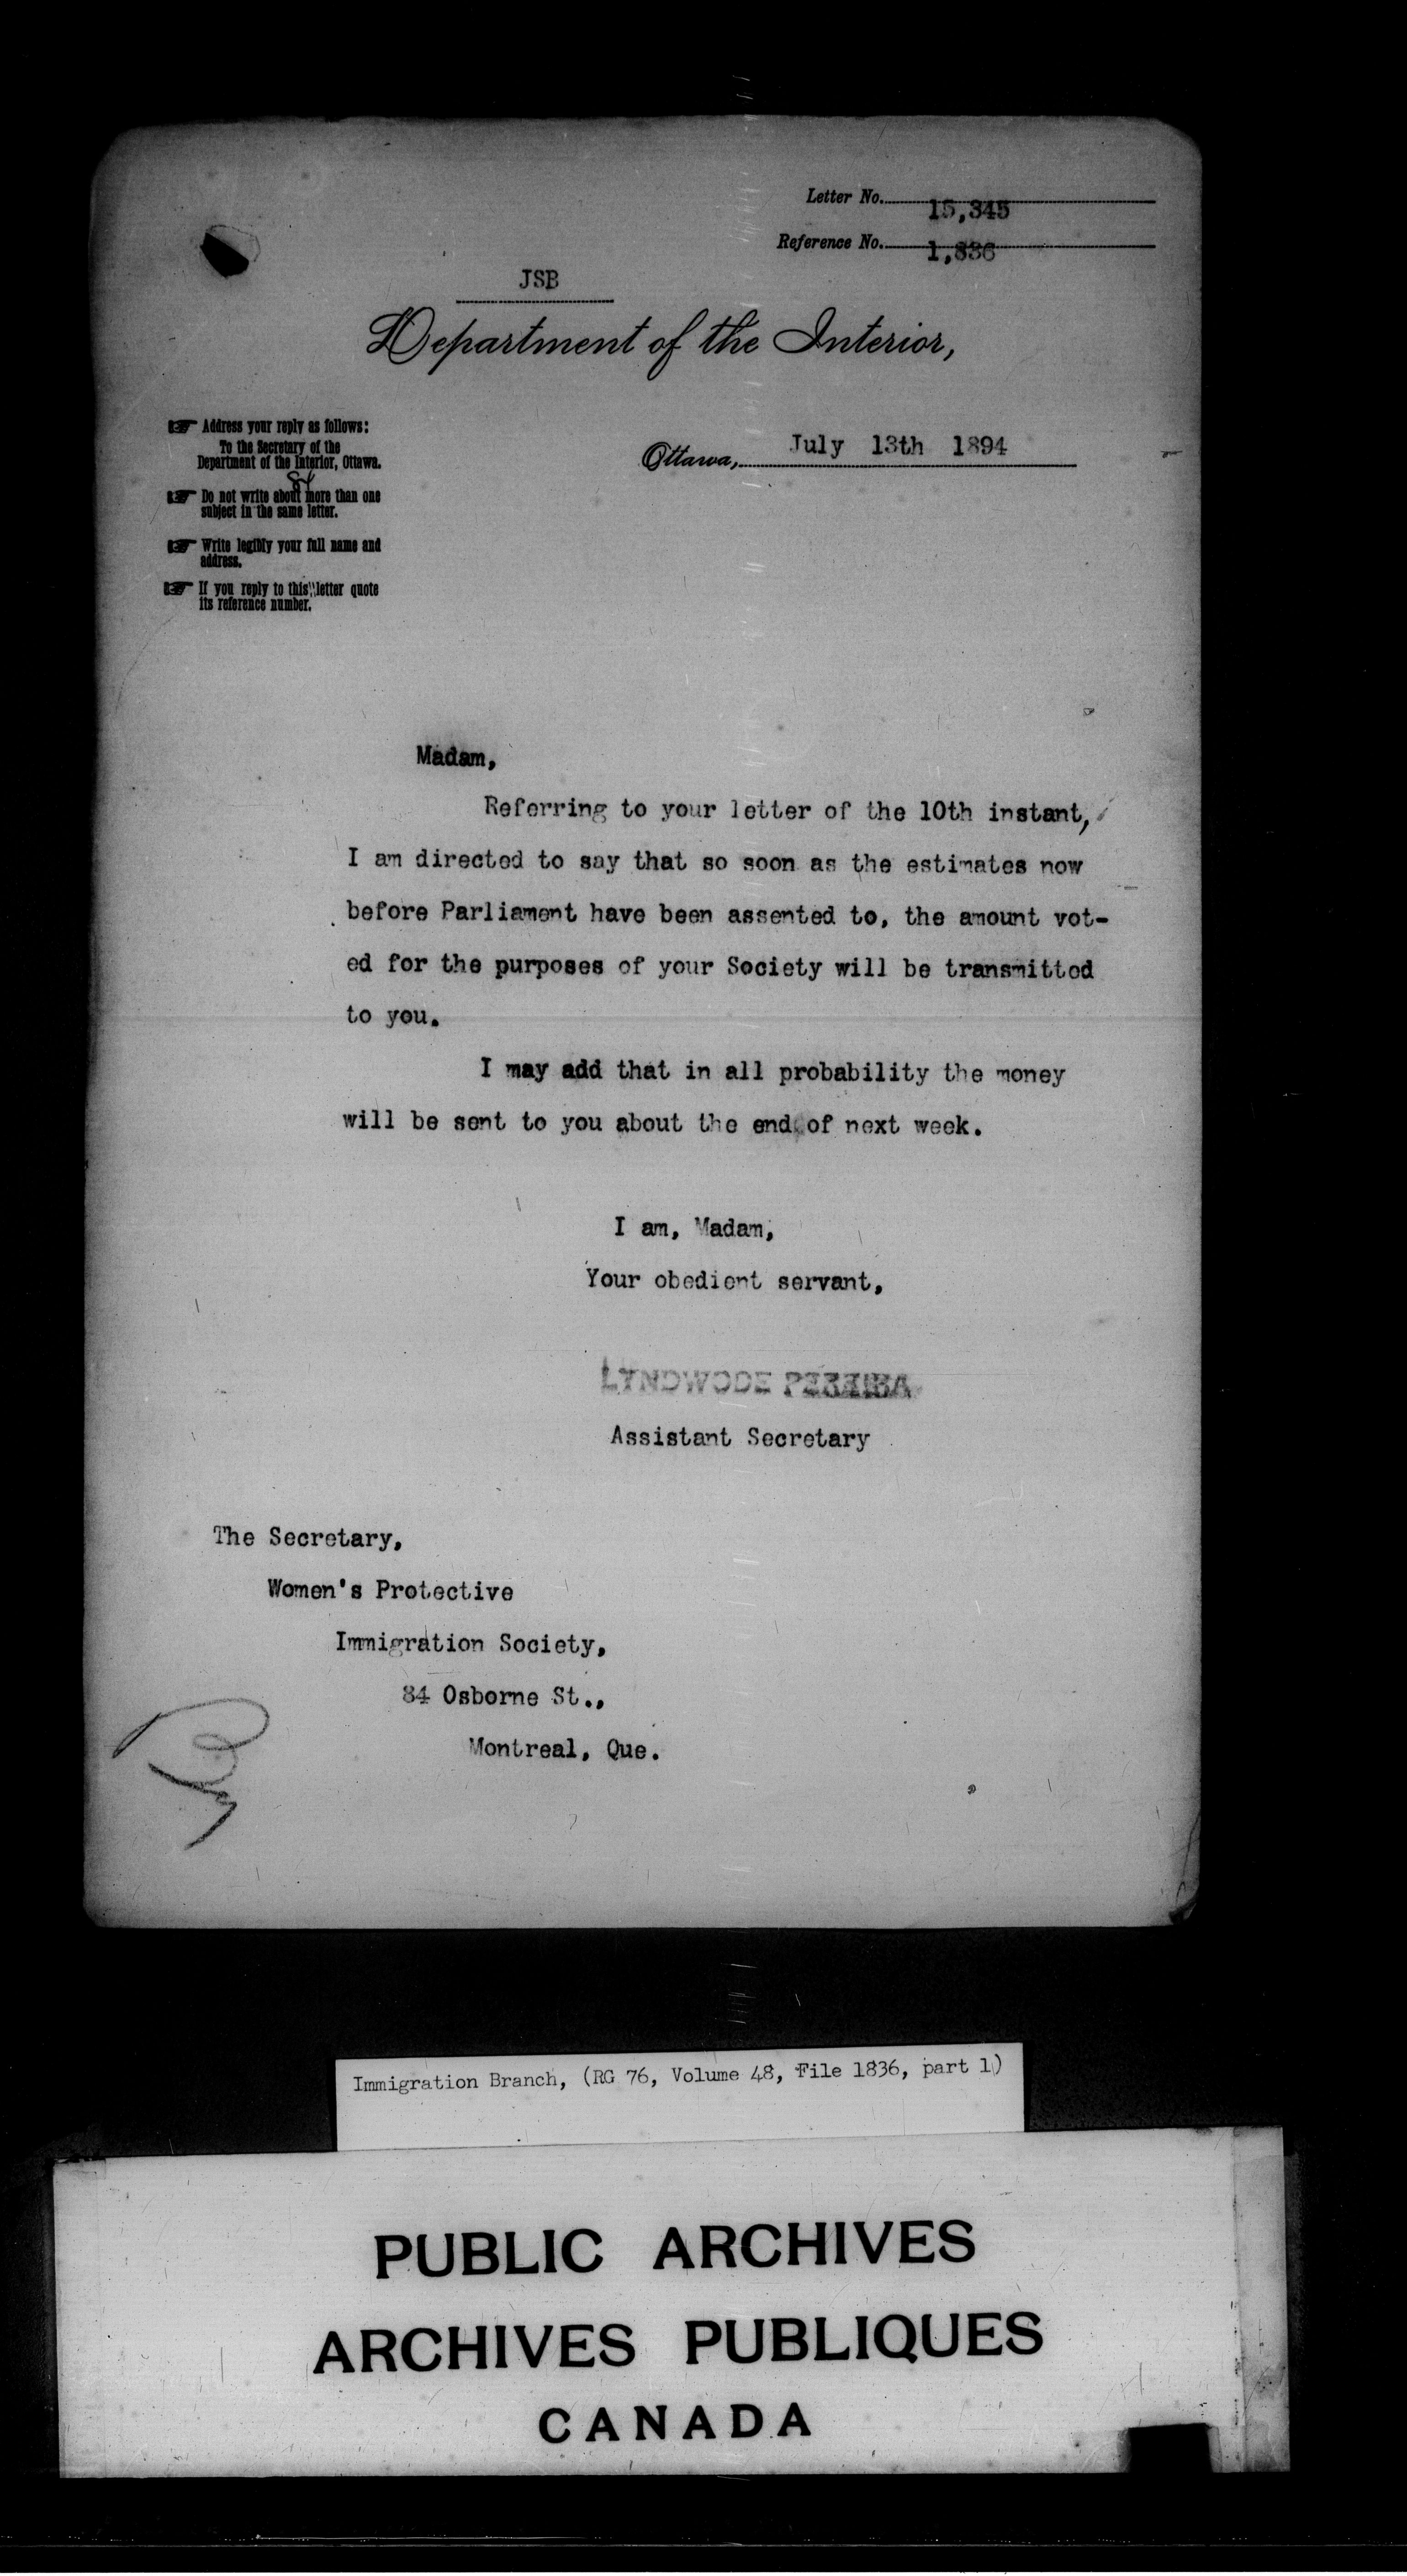 Letter No. 15,345
Reference No. 1,836
JSB
Department of the Interior,
Ottawa, July 13th 1894
Address your reply as follows:
To the Secretary of the
Department of the Interior, Ottawa.
Do not write about more than one
subject in the same letter.
Write legibly your full name and
address.
If you reply to this letter quote
its reference number.
Madam,
Referring to your letter of the 10th instant,
I am directed to say that so soon as the estimates now
before Parliament have been assented to, the amount vot-
ed for the purposes of your Society will be transmitted
to you.
I may add that in all probability the money
will be sent to you about the end of next week.
I am, Madam,
Your obedient servant,
LYNDWODE PEREIRA
Assistant Secretary
The Secretary,
Women's Protective
Immigration Society,
84 Osborne St.,
Montreal, Que.
Immigration Branch, (RG 76, Volume 48, File 1836, part 1)
PUBLIC ARCHIVES
ARCHIVES PUBLIQUES
CANADA